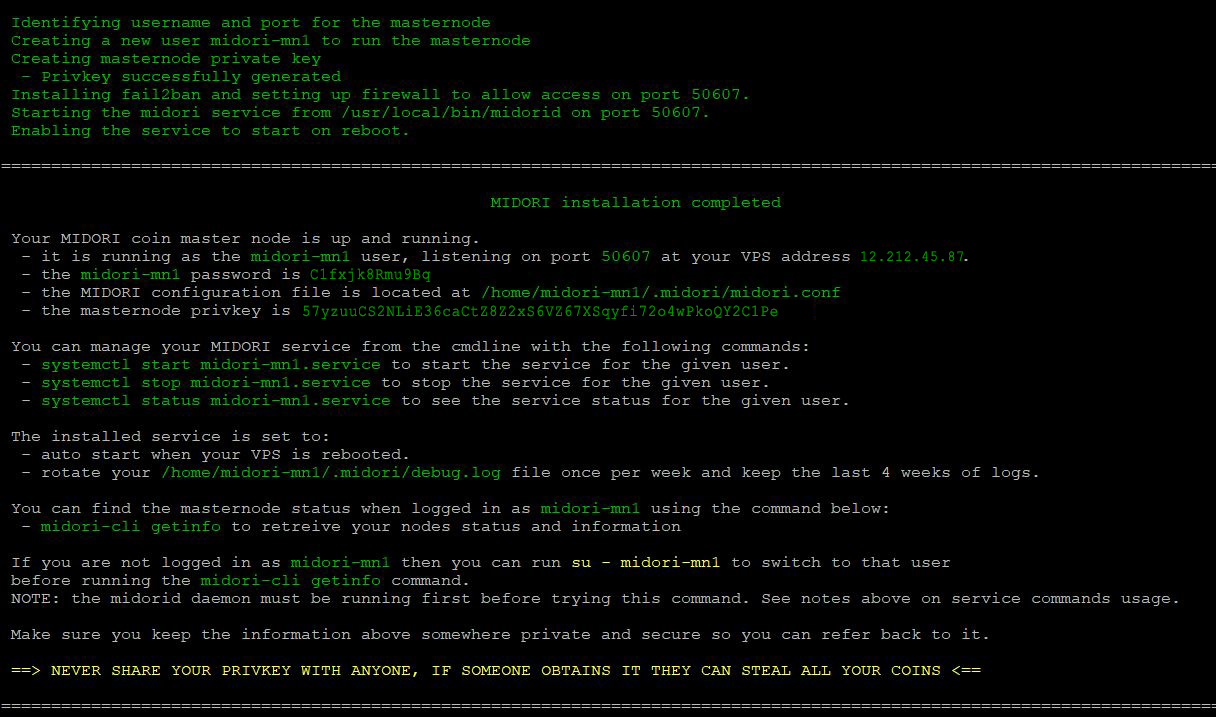 Identifying username and port for the masternode
Creating a new user midori-mn1 to run the masternode
Creating masternode private key
- Privkey successfully generated
Installing fail2ban and setting up firewall to allow access on port 50607.
Starting the midori service from /usr/local/bin/midorid on port 50607.
Enabling the service to start on reboot.
MIDORI installation completed
Your MIDORI coin master node is up and running.
- it is running as the midori-mn1 user, listening on port 50607 at your VPS address 12.212.45.87.
- the midori-mn1 password is C1fxjk8Rmu9Bq
- the MIDORI configuration file is located at /home/midori-mn1/.midori/midori.conf
- the masternode privkey is 57yzuuCS2NLiE36caCtZ8Z2xS6VZ67XSqyfi72o4wPkoQY2C1Pe
You can manage your MIDORI service from the cmdline with the following commands:
- systemctl start midori-mn1.service to start the service for the given user.
- systemctl stop midori-mn1.service to stop the service for the given user.
- systemctl status midori-mn1.service to see the service status for the given user.
The installed service is set to:
- auto start when your VPS is rebooted.
- rotate your /home/midori-mn1/.midori/debug.log file once per week and keep the last 4 weeks of logs.
You can find the masternode status when logged in as midori-mn1 using the command below:
- midori-cli getinfo to retreive your nodes status and information
If you are not logged in as midori-mn1 then you can run su - midori-mn1 to switch to that user
before running the midori-cli getinfo command.
NOTE: the midorid daemon must be running first before trying this command. See notes above on service commands usage.
Make sure you keep the information above somewhere private and secure so you can refer back to it.
==> NEVER SHARE YOUR PRIVKEY WITH ANYONE, IF SOMEONE OBTAINS IT THEY CAN STEAL ALL YOUR COINS <==